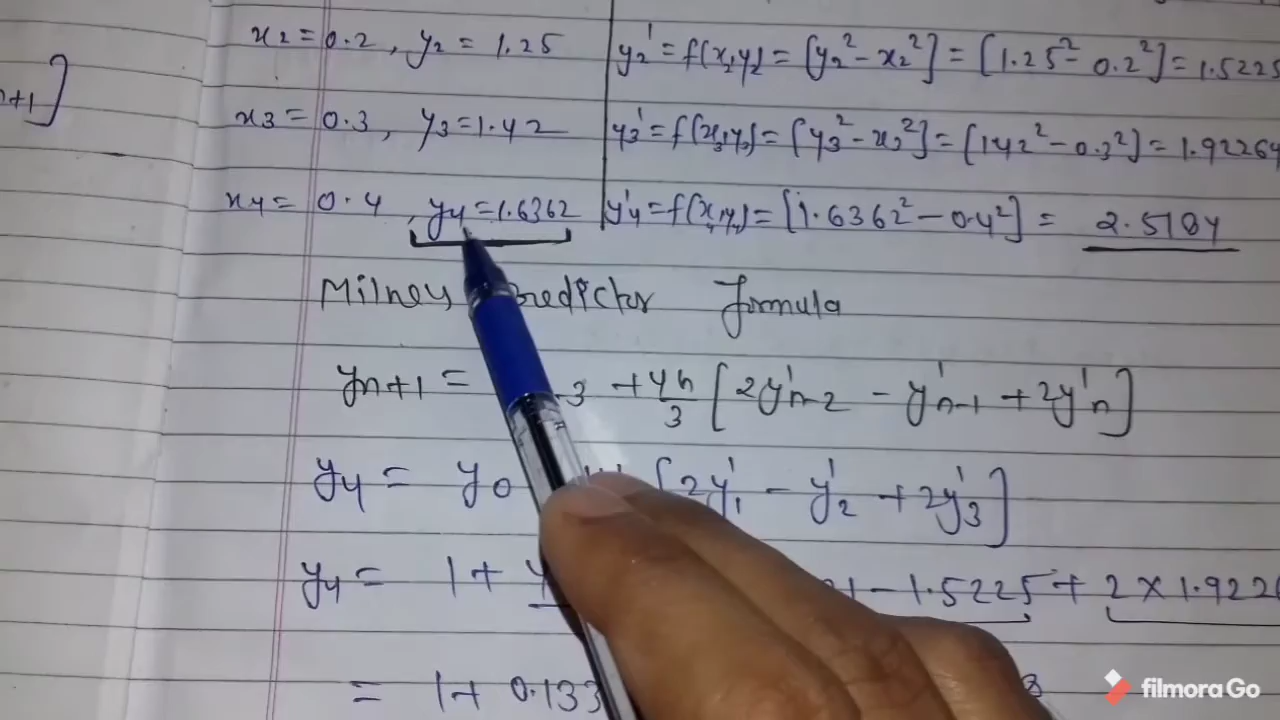 x2 = 0.2, y2 = 1.25 | y2' = f(x2,y2) = [y2² - x2²] = [1.25² - 0.2²] = 1.5225
n+1]
x3 = 0.3, y3 = 1.42 | y3' = f(x3,y3) = [y3² - x3²] = [1.42² - 0.3²] = 1.92264
x4 = 0.4, y4 = 1.6362 | y'4 = f(x4,y4) = [1.6362² - 0.4²] = 2.5184
Milney Predictor formula
yn+1 = -3 + 4h/3 [2y'n-2 - y'n-1 + 2y'n]
y4 = y0 [2y'1 - y'2 + 2y'3]
y4 = 1 + - 1.5225 + 2 × 1.922
= 1 + 0.133
filmora Go